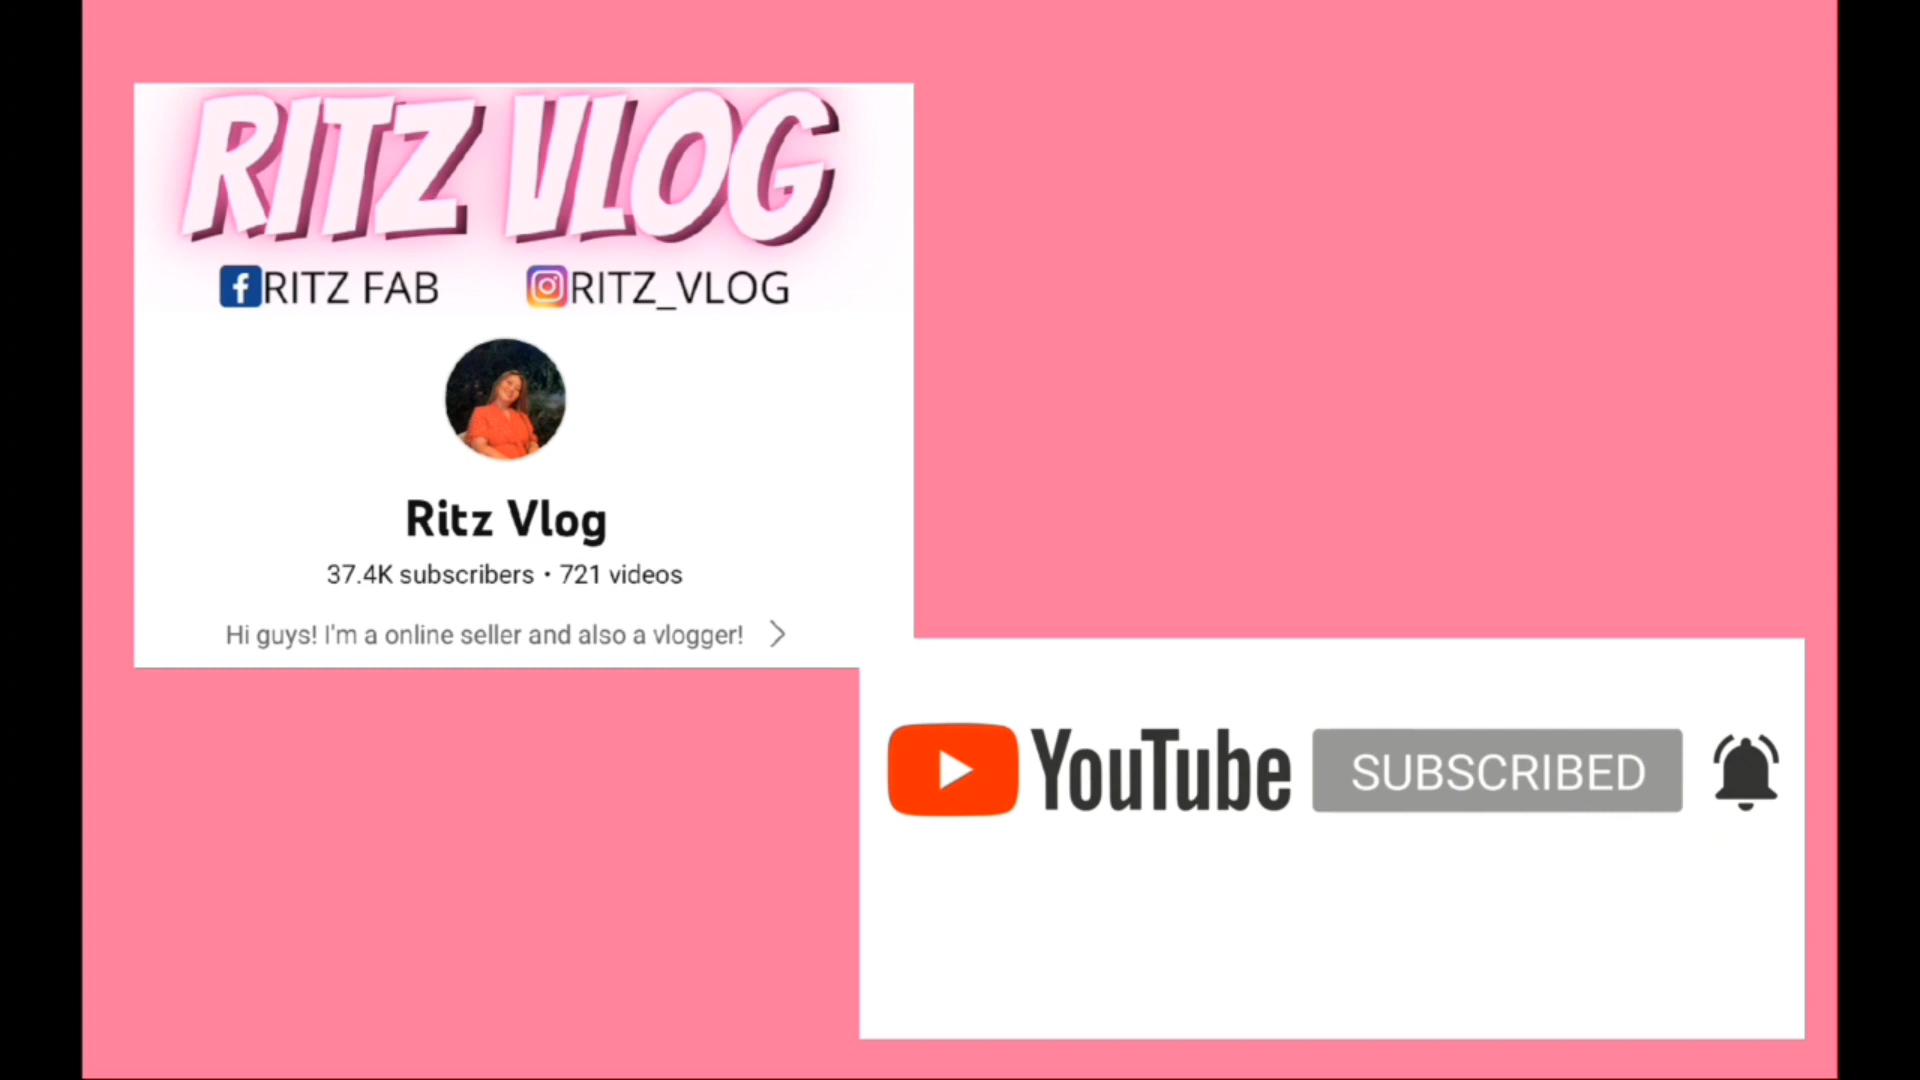 RITZ VLOG
RITZ FAB RITZ_VLOG
Ritz Vlog
37.4K subscribers • 721 videos
Hi guys! I'm a online seller and also a vlogger!
YouTube SUBSCRIBED